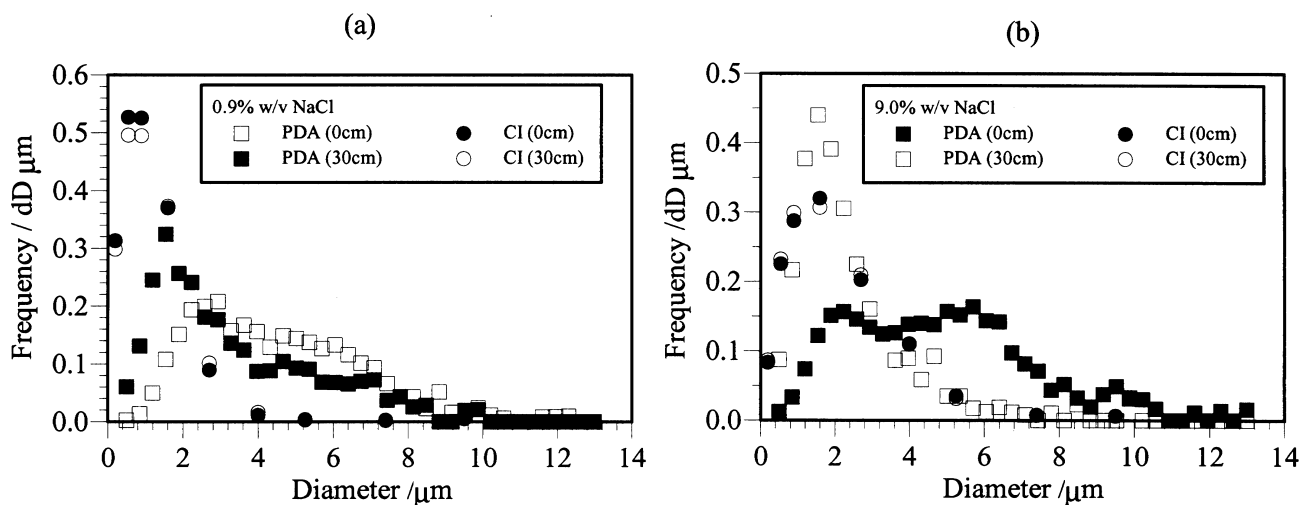 (a)
0.6
0.5
0.4
0.3
0.2
0.1
0.0
0 2 4 6 8 10 12 14
Frequency / dD µm
Diameter /µm
0.9% w/v NaCl
PDA (0cm) CI (0cm)
PDA (30cm) CI (30cm)
(b)
0.5
0.4
0.3
0.2
0.1
0.0
0 2 4 6 8 10 12 14
Frequency /dD µm
Diameter /µm
9.0% w/v NaCl
PDA (0cm) CI (0cm)
PDA (30cm) CI (30cm)